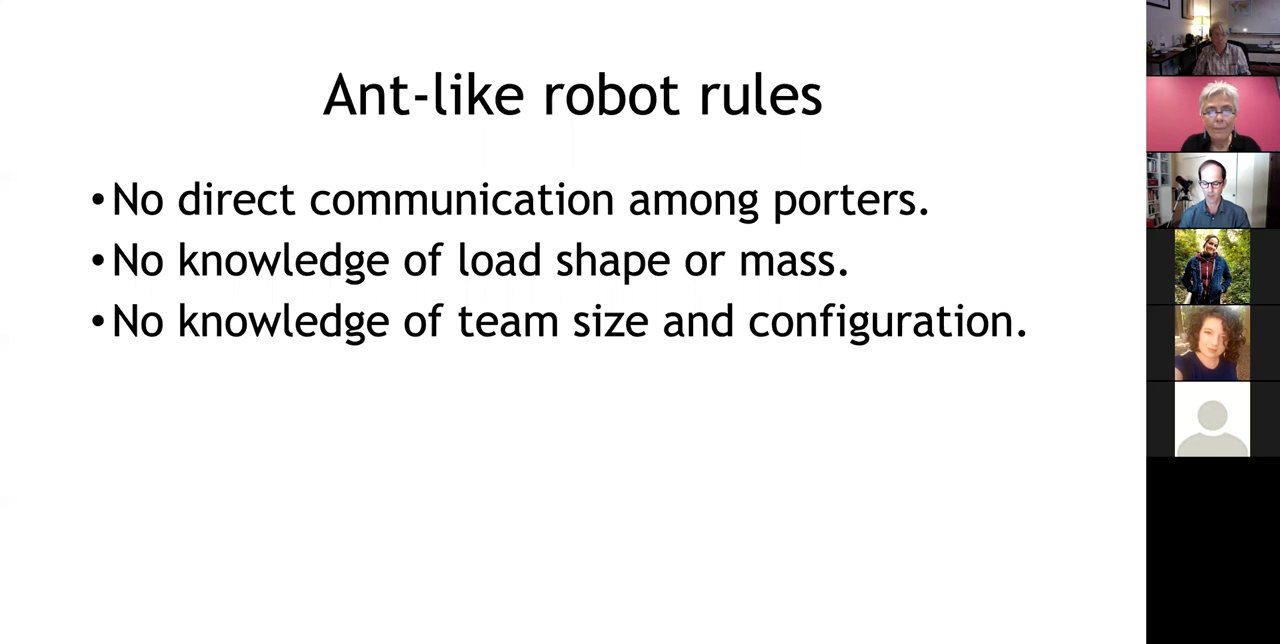 Ant-like robot rules
•No direct communication among porters.
•No knowledge of load shape or mass.
•No knowledge of team size and configuration.